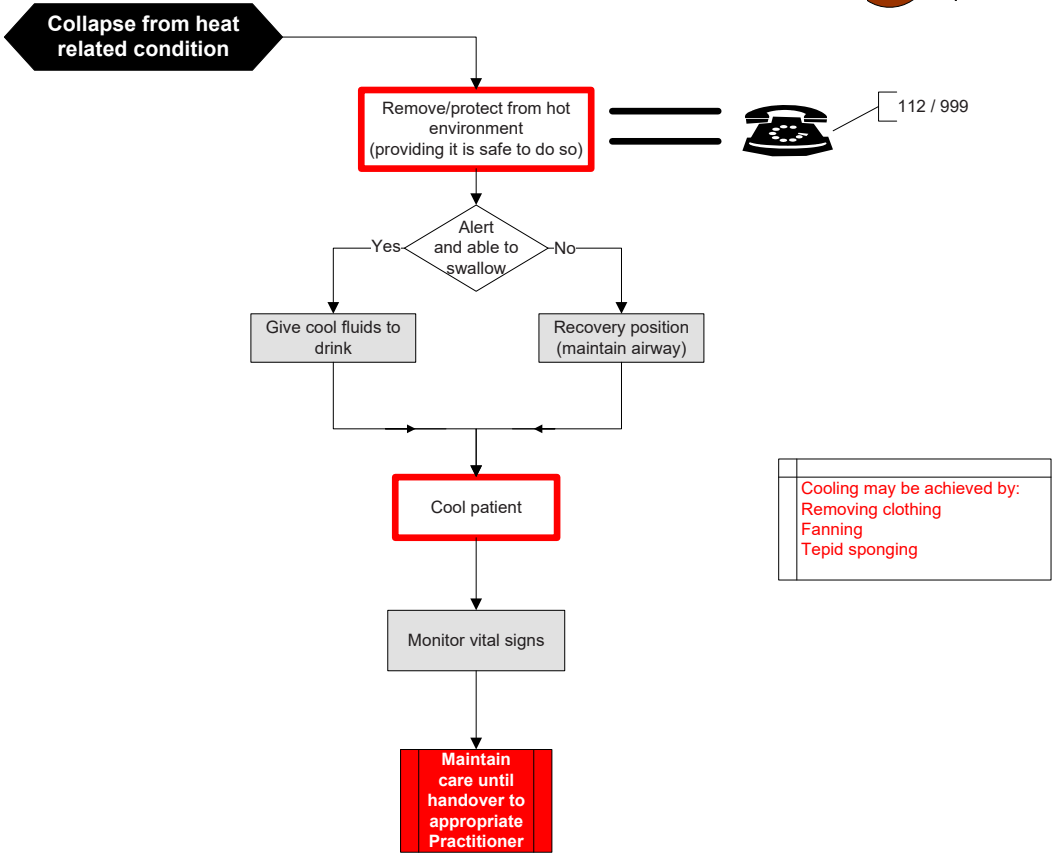 Collapse from heat
related condition
Remove/protect from hot
environment
(providing it is safe to do so)
112 / 999
Alert
and able to
swallow
Yes
No
Give cool fluids to
drink
Recovery position
(maintain airway)
Cool patient
Cooling may be achieved by:
Removing clothing
Fanning
Tepid sponging
Monitor vital signs
Maintain
care until
handover to
appropriate
Practitioner